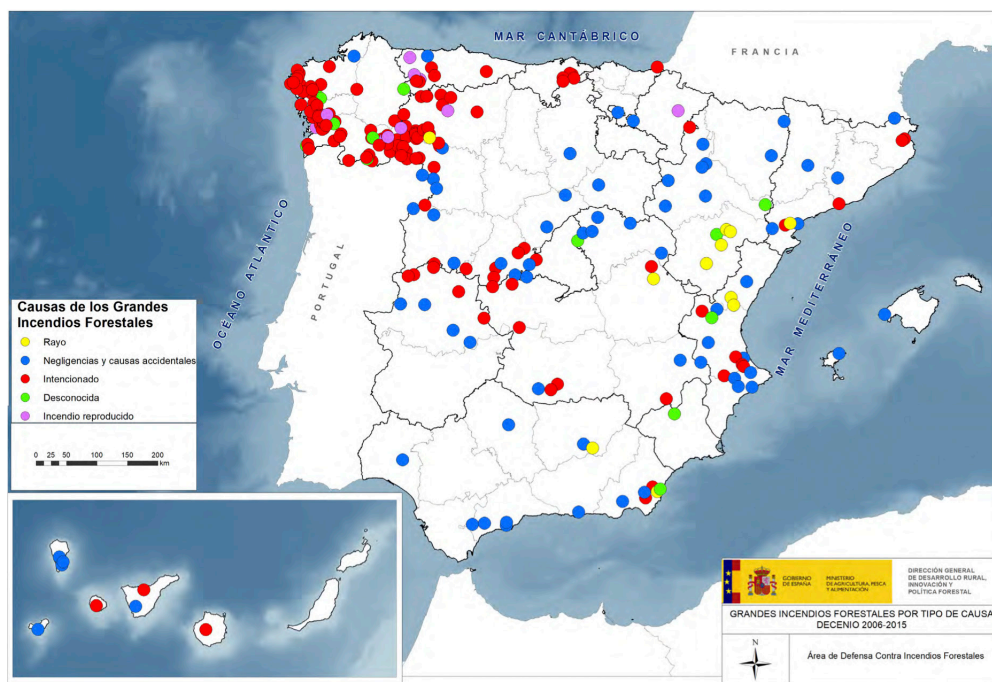 MAR CANTÁBRICO
FRANCIA
OCÉANO ATLÁNTICO
PORTUGAL
MAR MEDITERRÁNEO
Causas de los Grandes
Incendios Forestales
Rayo
Negligencias y causas accidentales
Intencionado
Desconocida
Incendio reproducido
0 25 50 100 150 200
km
GOBIERNO
DE ESPAÑA
MINISTERIO
DE AGRICULTURA, PESCA
Y ALIMENTACIÓN
DIRECCIÓN GENERAL
DE DESARROLLO RURAL,
INNOVACIÓN Y
POLÍTICA FORESTAL
GRANDES INCENDIOS FORESTALES POR TIPO DE CAUSA
DECENIO 2006-2015
N
Área de Defensa Contra Incendios Forestales